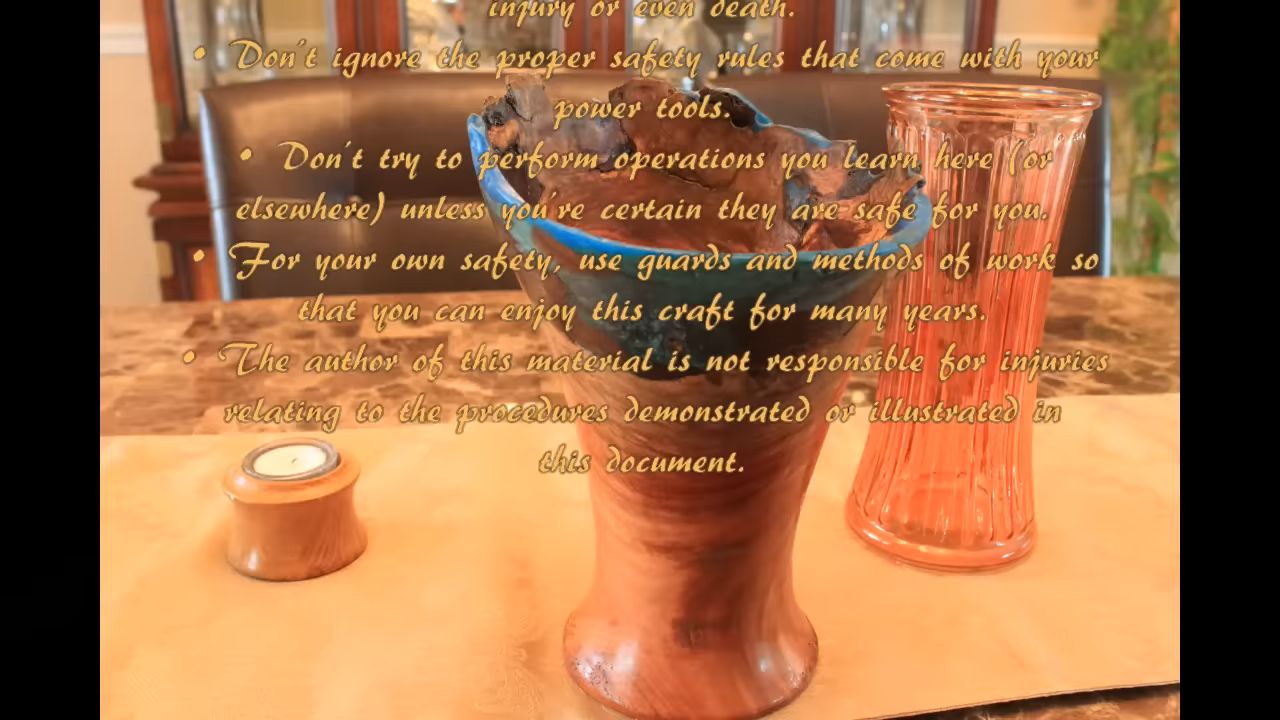 injury or even death.
• Don't ignore the proper safety rules that come with your
power tools.
• Don't try to perform operations you learn here (or
elsewhere) unless you're certain they are safe for you.
• For your own safety, use guards and methods of work so
that you can enjoy this craft for many years.
• The author of this material is not responsible for injuries
relating to the procedures demonstrated or illustrated in
this document.